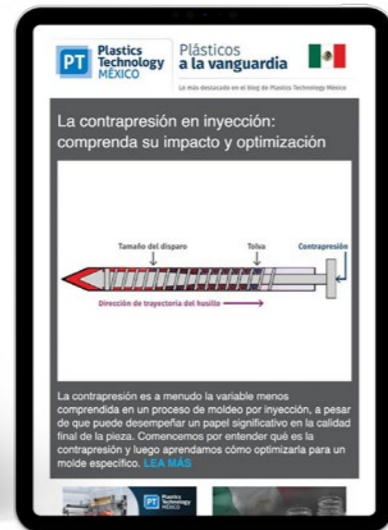 PT
Plastics
Technology
MÉXICO
Plásticos
a la vanguardia
Lo más destacado en el blog de Plastics Technology México
La contrapresión en inyección:
comprenda su impacto y optimización
Tamaño del disparo
Tolva
Contrapresión
Dirección de trayectoria del husillo
La contrapresión es a menudo la variable menos
comprendida en un proceso de moldeo por inyección, a pesar
de que puede desempeñar un papel significativo en la calidad
final de la pieza. Comencemos por entender qué es la
contrapresión y luego aprendamos cómo optimizarla para un
molde específico. LEA MÁS
PT
Plastics
Technology
MÉXICO